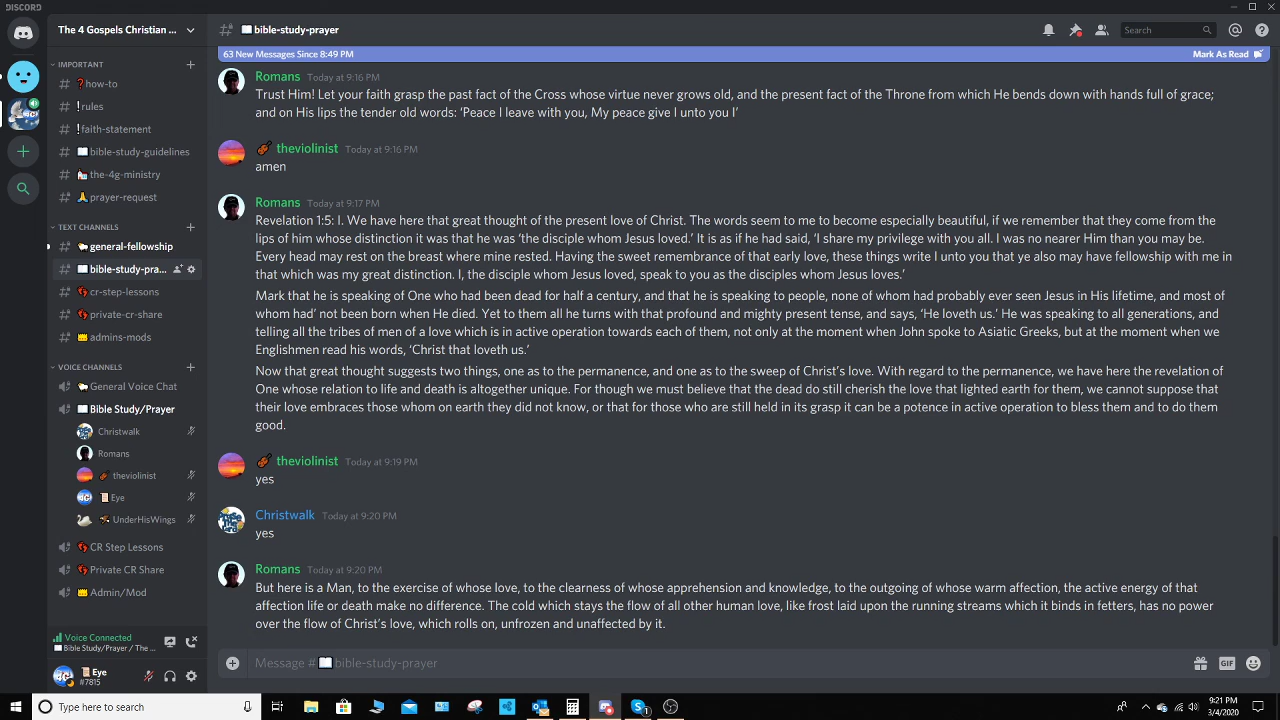 DISCORD
The 4 Gospels Christian ...
bible-study-prayer
Search
63 New Messages Since 8:49 PM
Mark As Read
IMPORTANT
how-to
rules
faith-statement
bible-study-guidelines
the-4g-ministry
prayer-request
TEXT CHANNELS
general-fellowship
bible-study-pra...
cr-step-lessons
private-cr-share
admins-mods
VOICE CHANNELS
General Voice Chat
Bible Study/Prayer
Christwalk
Romans
theviolinist
Eye
UnderHisWings
CR Step Lessons
Private CR Share
Admin/Mod
Voice Connected
Bible Study/Prayer / The ...
Eye
#7815
Romans Today at 9:16 PM
Trust Him! Let your faith grasp the past fact of the Cross whose virtue never grows old, and the present fact of the Throne from which He bends down with hands full of grace;
and on His lips the tender old words: ‘Peace I leave with you, My peace give I unto you I’
theviolinist Today at 9:16 PM
amen
Romans Today at 9:17 PM
Revelation 1:5: I. We have here that great thought of the present love of Christ. The words seem to me to become especially beautiful, if we remember that they come from the
lips of him whose distinction it was that he was ‘the disciple whom Jesus loved.’ It is as if he had said, ‘I share my privilege with you all. I was no nearer Him than you may be.
Every head may rest on the breast where mine rested. Having the sweet remembrance of that early love, these things write I unto you that ye also may have fellowship with me in
that which was my great distinction. I, the disciple whom Jesus loved, speak to you as the disciples whom Jesus loves.’
Mark that he is speaking of One who had been dead for half a century, and that he is speaking to people, none of whom had probably ever seen Jesus in His lifetime, and most of
whom had’ not been born when He died. Yet to them all he turns with that profound and mighty present tense, and says, ‘He loveth us.’ He was speaking to all generations, and
telling all the tribes of men of a love which is in active operation towards each of them, not only at the moment when John spoke to Asiatic Greeks, but at the moment when we
Englishmen read his words, ‘Christ that loveth us.’
Now that great thought suggests two things, one as to the permanence, and one as to the sweep of Christ’s love. With regard to the permanence, we have here the revelation of
One whose relation to life and death is altogether unique. For though we must believe that the dead do still cherish the love that lighted earth for them, we cannot suppose that
their love embraces those whom on earth they did not know, or that for those who are still held in its grasp it can be a potence in active operation to bless them and to do them
good.
theviolinist Today at 9:19 PM
yes
Christwalk Today at 9:20 PM
yes
Romans Today at 9:20 PM
But here is a Man, to the exercise of whose love, to the clearness of whose apprehension and knowledge, to the outgoing of whose warm affection, the active energy of that
affection life or death make no difference. The cold which stays the flow of all other human love, like frost laid upon the running streams which it binds in fetters, has no power
over the flow of Christ’s love, which rolls on, unfrozen and unaffected by it.
Message # bible-study-prayer
GIF
Type here to search
9:21 PM
3/4/2020